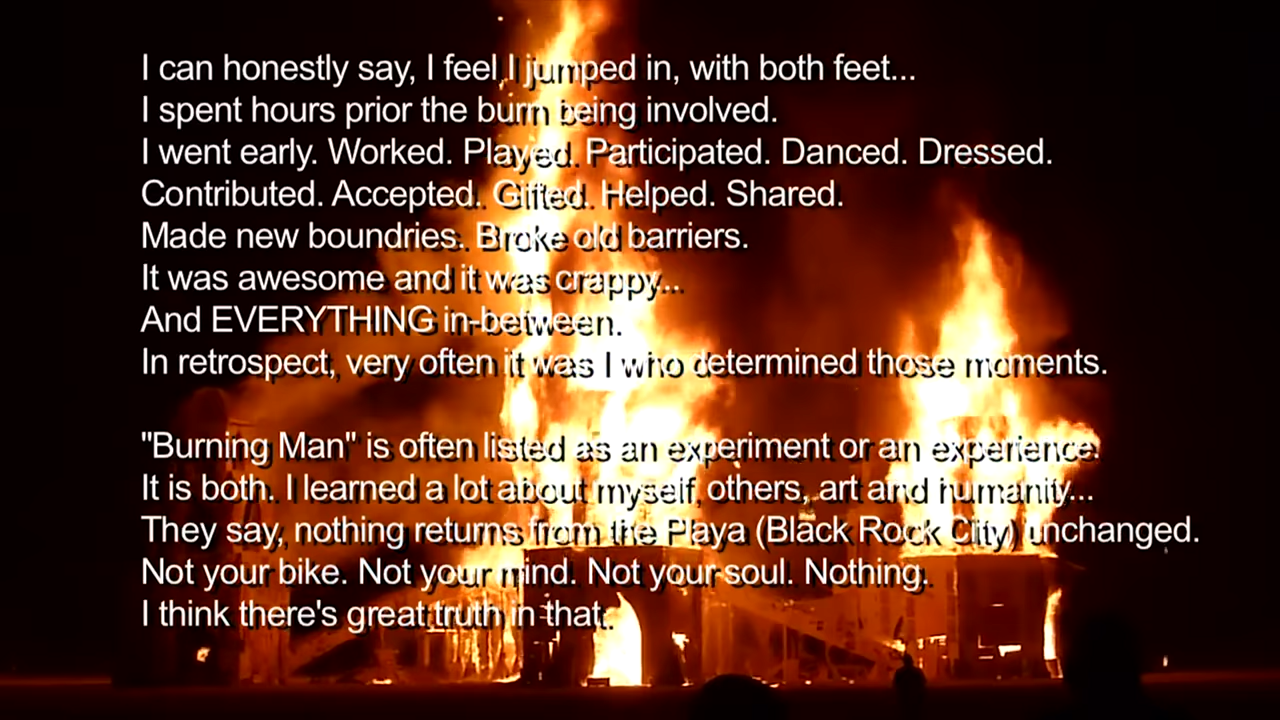 I can honestly say, I feel I jumped in, with both feet...
I spent hours prior the burn being involved.
I went early. Worked. Played. Participated. Danced. Dressed.
Contributed. Accepted. Gifted. Helped. Shared.
Made new boundries. Broke old barriers.
It was awesome and it was crappy...
And EVERYTHING in-between.
In retrospect, very often it was I who determined those moments.
"Burning Man" is often listed as an experiment or an experience.
It is both. I learned a lot about myself, others, art and humanity...
They say, nothing returns from the Playa (Black Rock City) unchanged.
Not your bike. Not your mind. Not your soul. Nothing.
I think there's great truth in that.